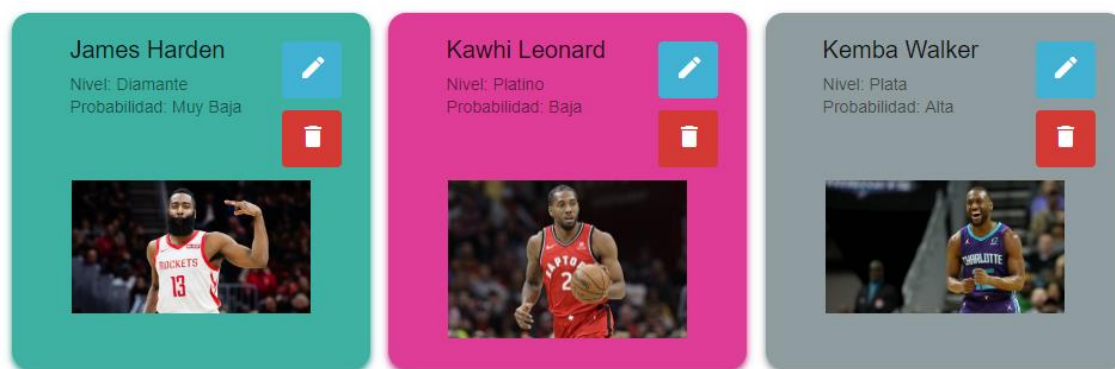 James Harden
Nivel: Diamante
Probabilidad: Muy Baja
ROCKETS
13
Kawhi Leonard
Nivel: Platino
Probabilidad: Baja
Kemba Walker
Nivel: Plata
Probabilidad: Alta
CHARLOTTE